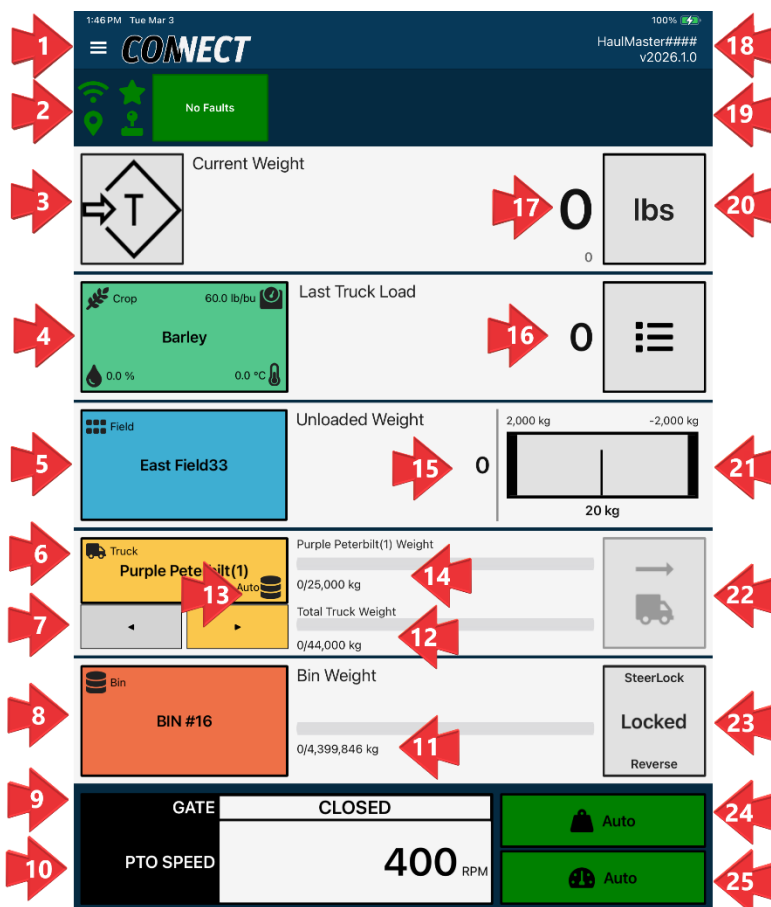 1:46 PM Tue Mar 3
100%
1
CONNECT
HaulMaster####
v2026.1.0
18
2
No Faults
19
3
T
Current Weight
17
0
0
lbs
20
4
Crop
60.0 lb/bu
Barley
0.0 %
0.0 °C
Last Truck Load
16
0
5
Field
East Field33
Unloaded Weight
15
0
2,000 kg
-2,000 kg
20 kg
21
6
Truck
Purple Peterbilt(1)
13
Auto
Purple Peterbilt(1) Weight
0/25,000 kg
14
22
7
◂
▸
Total Truck Weight
0/44,000 kg
12
8
Bin
BIN #16
Bin Weight
0/4,399,846 kg
11
SteerLock
Locked
Reverse
23
9
GATE
CLOSED
Auto
24
10
PTO SPEED
400 RPM
Auto
25